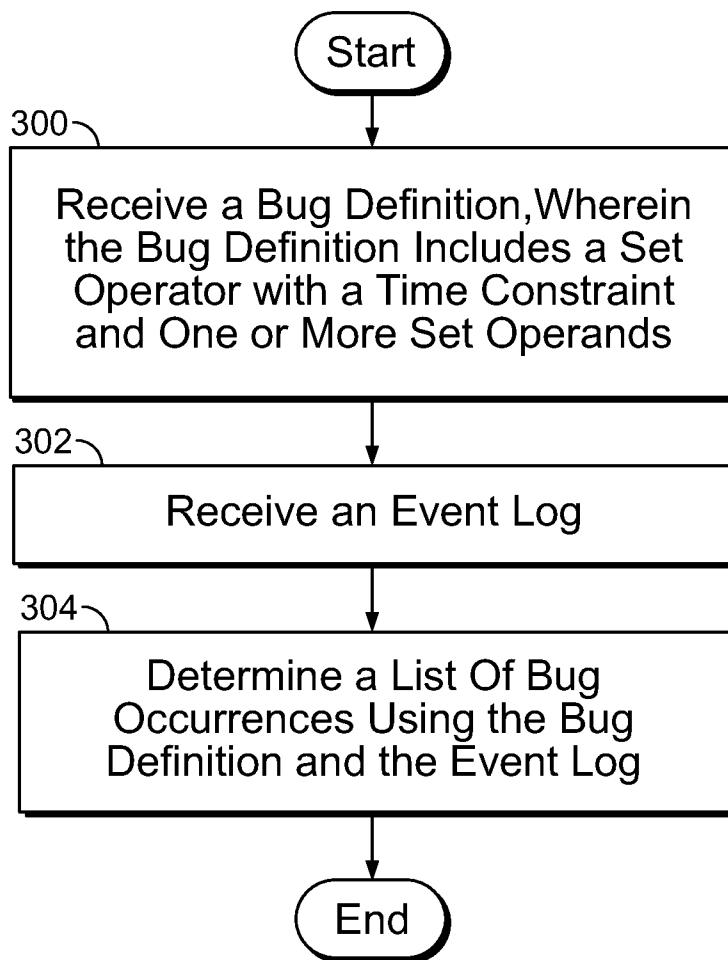 Start
300
Receive a Bug Definition,Wherein
the Bug Definition Includes a Set
Operator with a Time Constraint
and One or More Set Operands
302
Receive an Event Log
304
Determine a List Of Bug
Occurrences Using the Bug
Definition and the Event Log
End